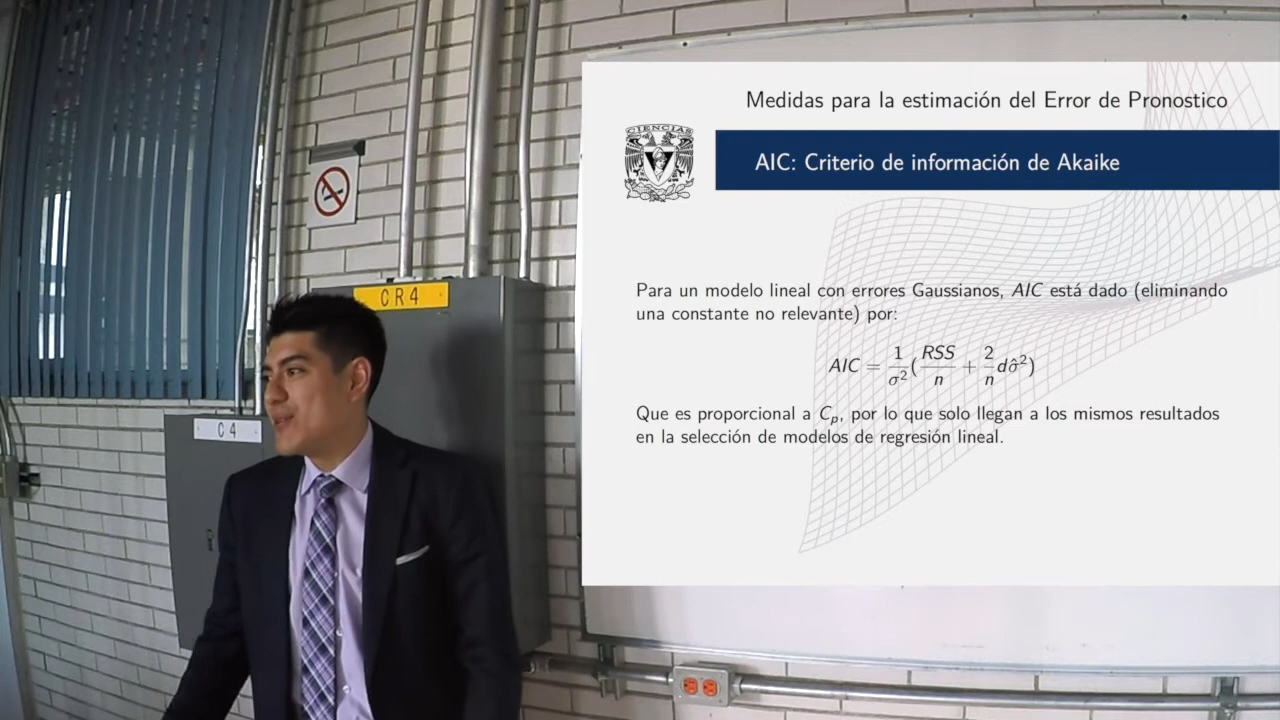 Medidas para la estimación del Error de Pronostico
CIENCIAS
AIC: Criterio de información de Akaike
Para un modelo lineal con errores Gaussianos, AIC está dado (eliminando
una constante no relevante) por:
AIC = 1/σ² (RSS/n + 2/n dσ̂²)
Que es proporcional a Cₚ, por lo que solo llegan a los mismos resultados
en la selección de modelos de regresión lineal.
CR4
C4